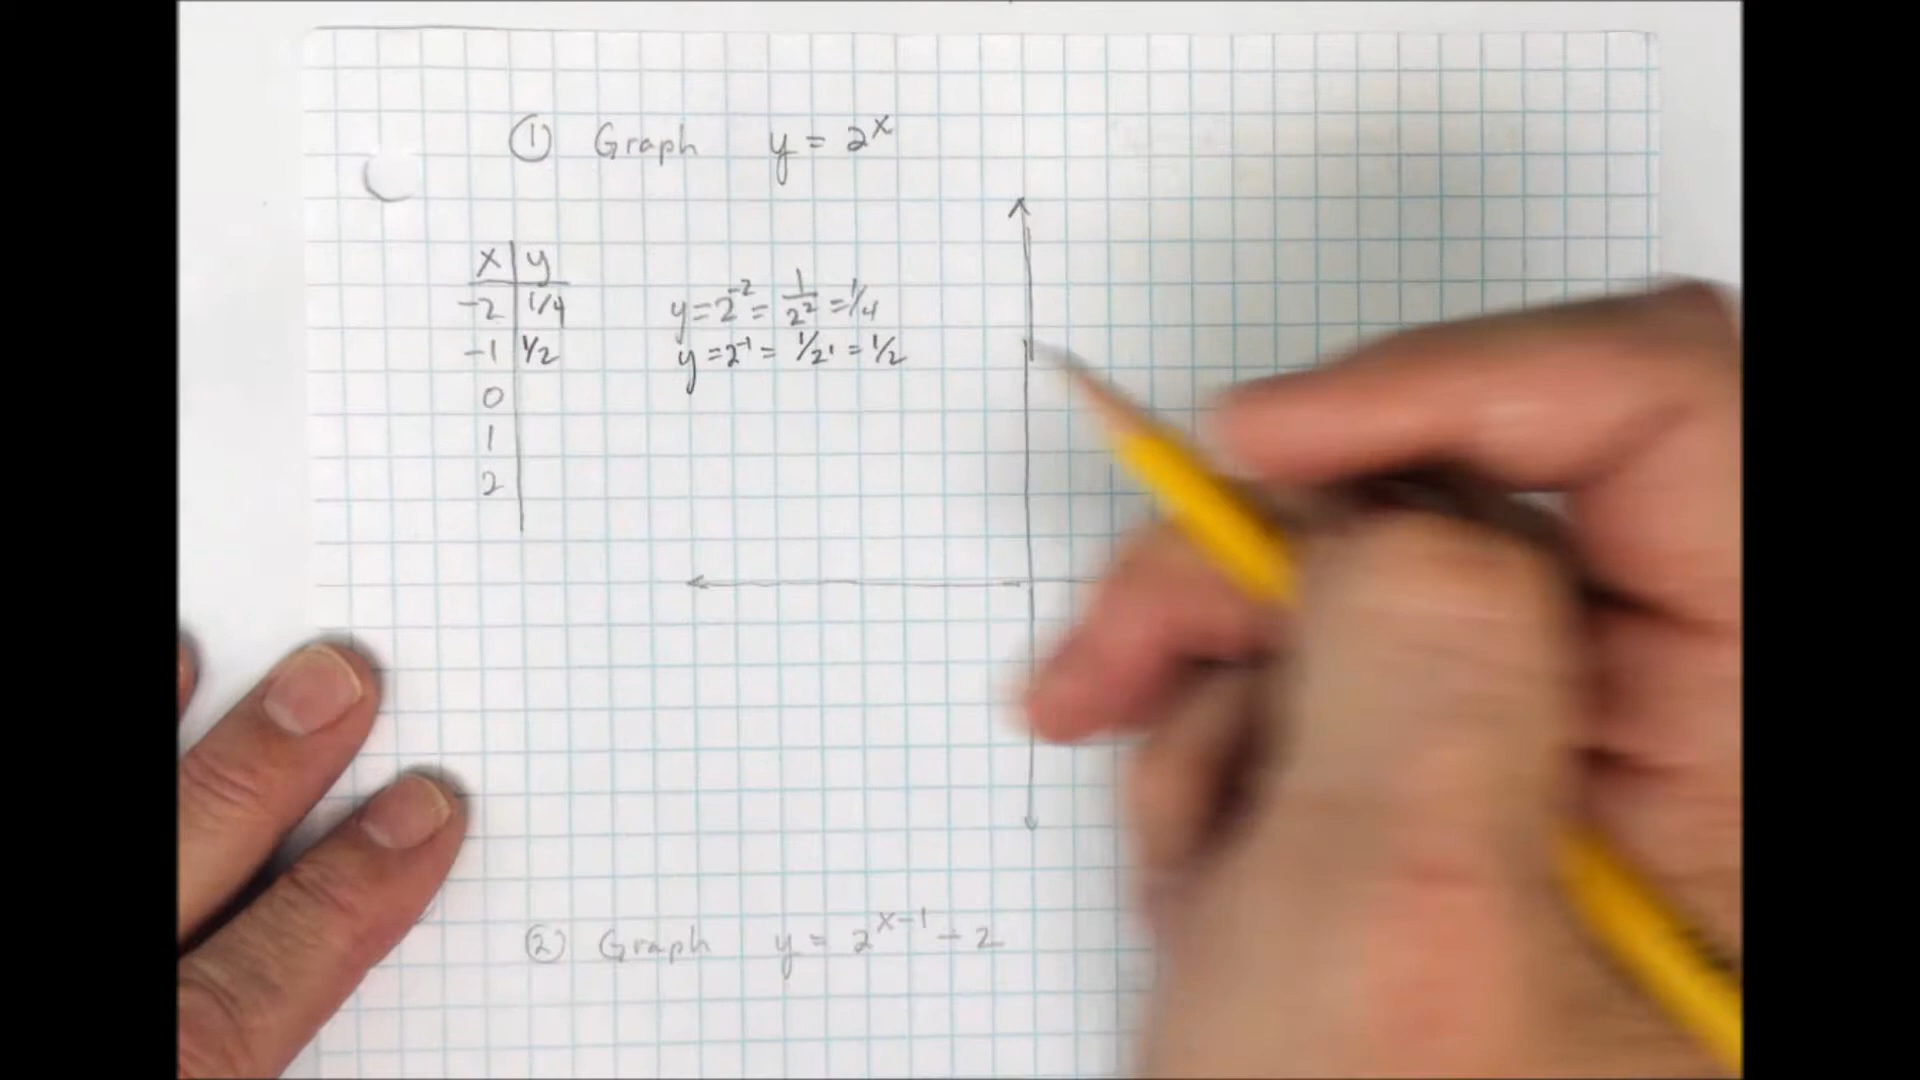 ① Graph y = 2^x
x | y
-2 | 1/4
-1 | 1/2
0
1
2
y = 2^-2 = 1/2^2 = 1/4
y = 2^-1 = 1/2^1 = 1/2
② Graph y = 2^x-1 - 2